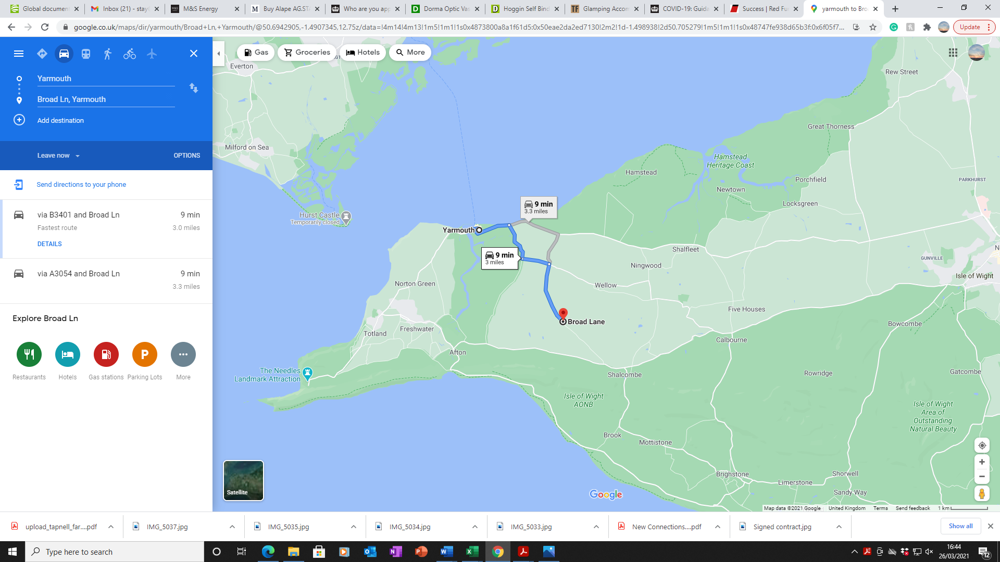 Global document
Inbox (21) - stay
M&S Energy
Buy Alape AG.ST
Who are you app
Dorma Optic Vas
Hoggin Self Bind
Glamping Accom
COVID-19: Guida
Success | Red Fu
yarmouth to Bro
google.co.uk/maps/dir/yarmouth/Broad+Ln,+Yarmouth/@50.6942905,-1.4907345,12.75z/data=!4m14!4m13!1m5!1m1!1s0x4873800a8a1f61d5:0x50eae2da2ed7130!2m2!1d-1.498938!2d50.705279!1m5!1m1!1s0x48747fe938d65b3f:0x6f05f7...
Update
Yarmouth
Broad Ln, Yarmouth
Add destination
Leave now
OPTIONS
Send directions to your phone
via B3401 and Broad Ln
9 min
Fastest route
3.0 miles
DETAILS
via A3054 and Broad Ln
9 min
3.3 miles
Explore Broad Ln
Restaurants
Hotels
Gas stations
Parking Lots
More
Gas
Groceries
Hotels
More
Everton
Rew Street
Great Thorness
Milford on Sea
Hamstead
Heritage Coast
Hamstead
Porchfield
PARKHURST
Newtown
Locksgreen
9 min
3.3 miles
Hurst Castle
Temporarily closed
Yarmouth
9 min
3 miles
Shalfleet
GUNVILLE
Ningwood
Isle of Wight
Norton Green
Wellow
Five Houses
Broad Lane
Bowcombe
Totland
Freshwater
Calbourne
Afton
The Needles
Landmark Attraction
Shalcombe
Rowridge
Gatcombe
Isle of Wight
AONB
Isle of Wight
Area of
Outstanding
Natural Beauty
Brook
Mottistone
Brighstone
Shorwell
Limerstone
Sandy Way
Satellite
Google
Map data ©2021 Google
United Kingdom
Terms
Send feedback
1 km
upload_tapnell_far....pdf
IMG_5037.jpg
IMG_5035.jpg
IMG_5034.jpg
IMG_5033.jpg
New Connections....pdf
Signed contract.jpg
Show all
Type here to search
16:44
26/03/2021
12